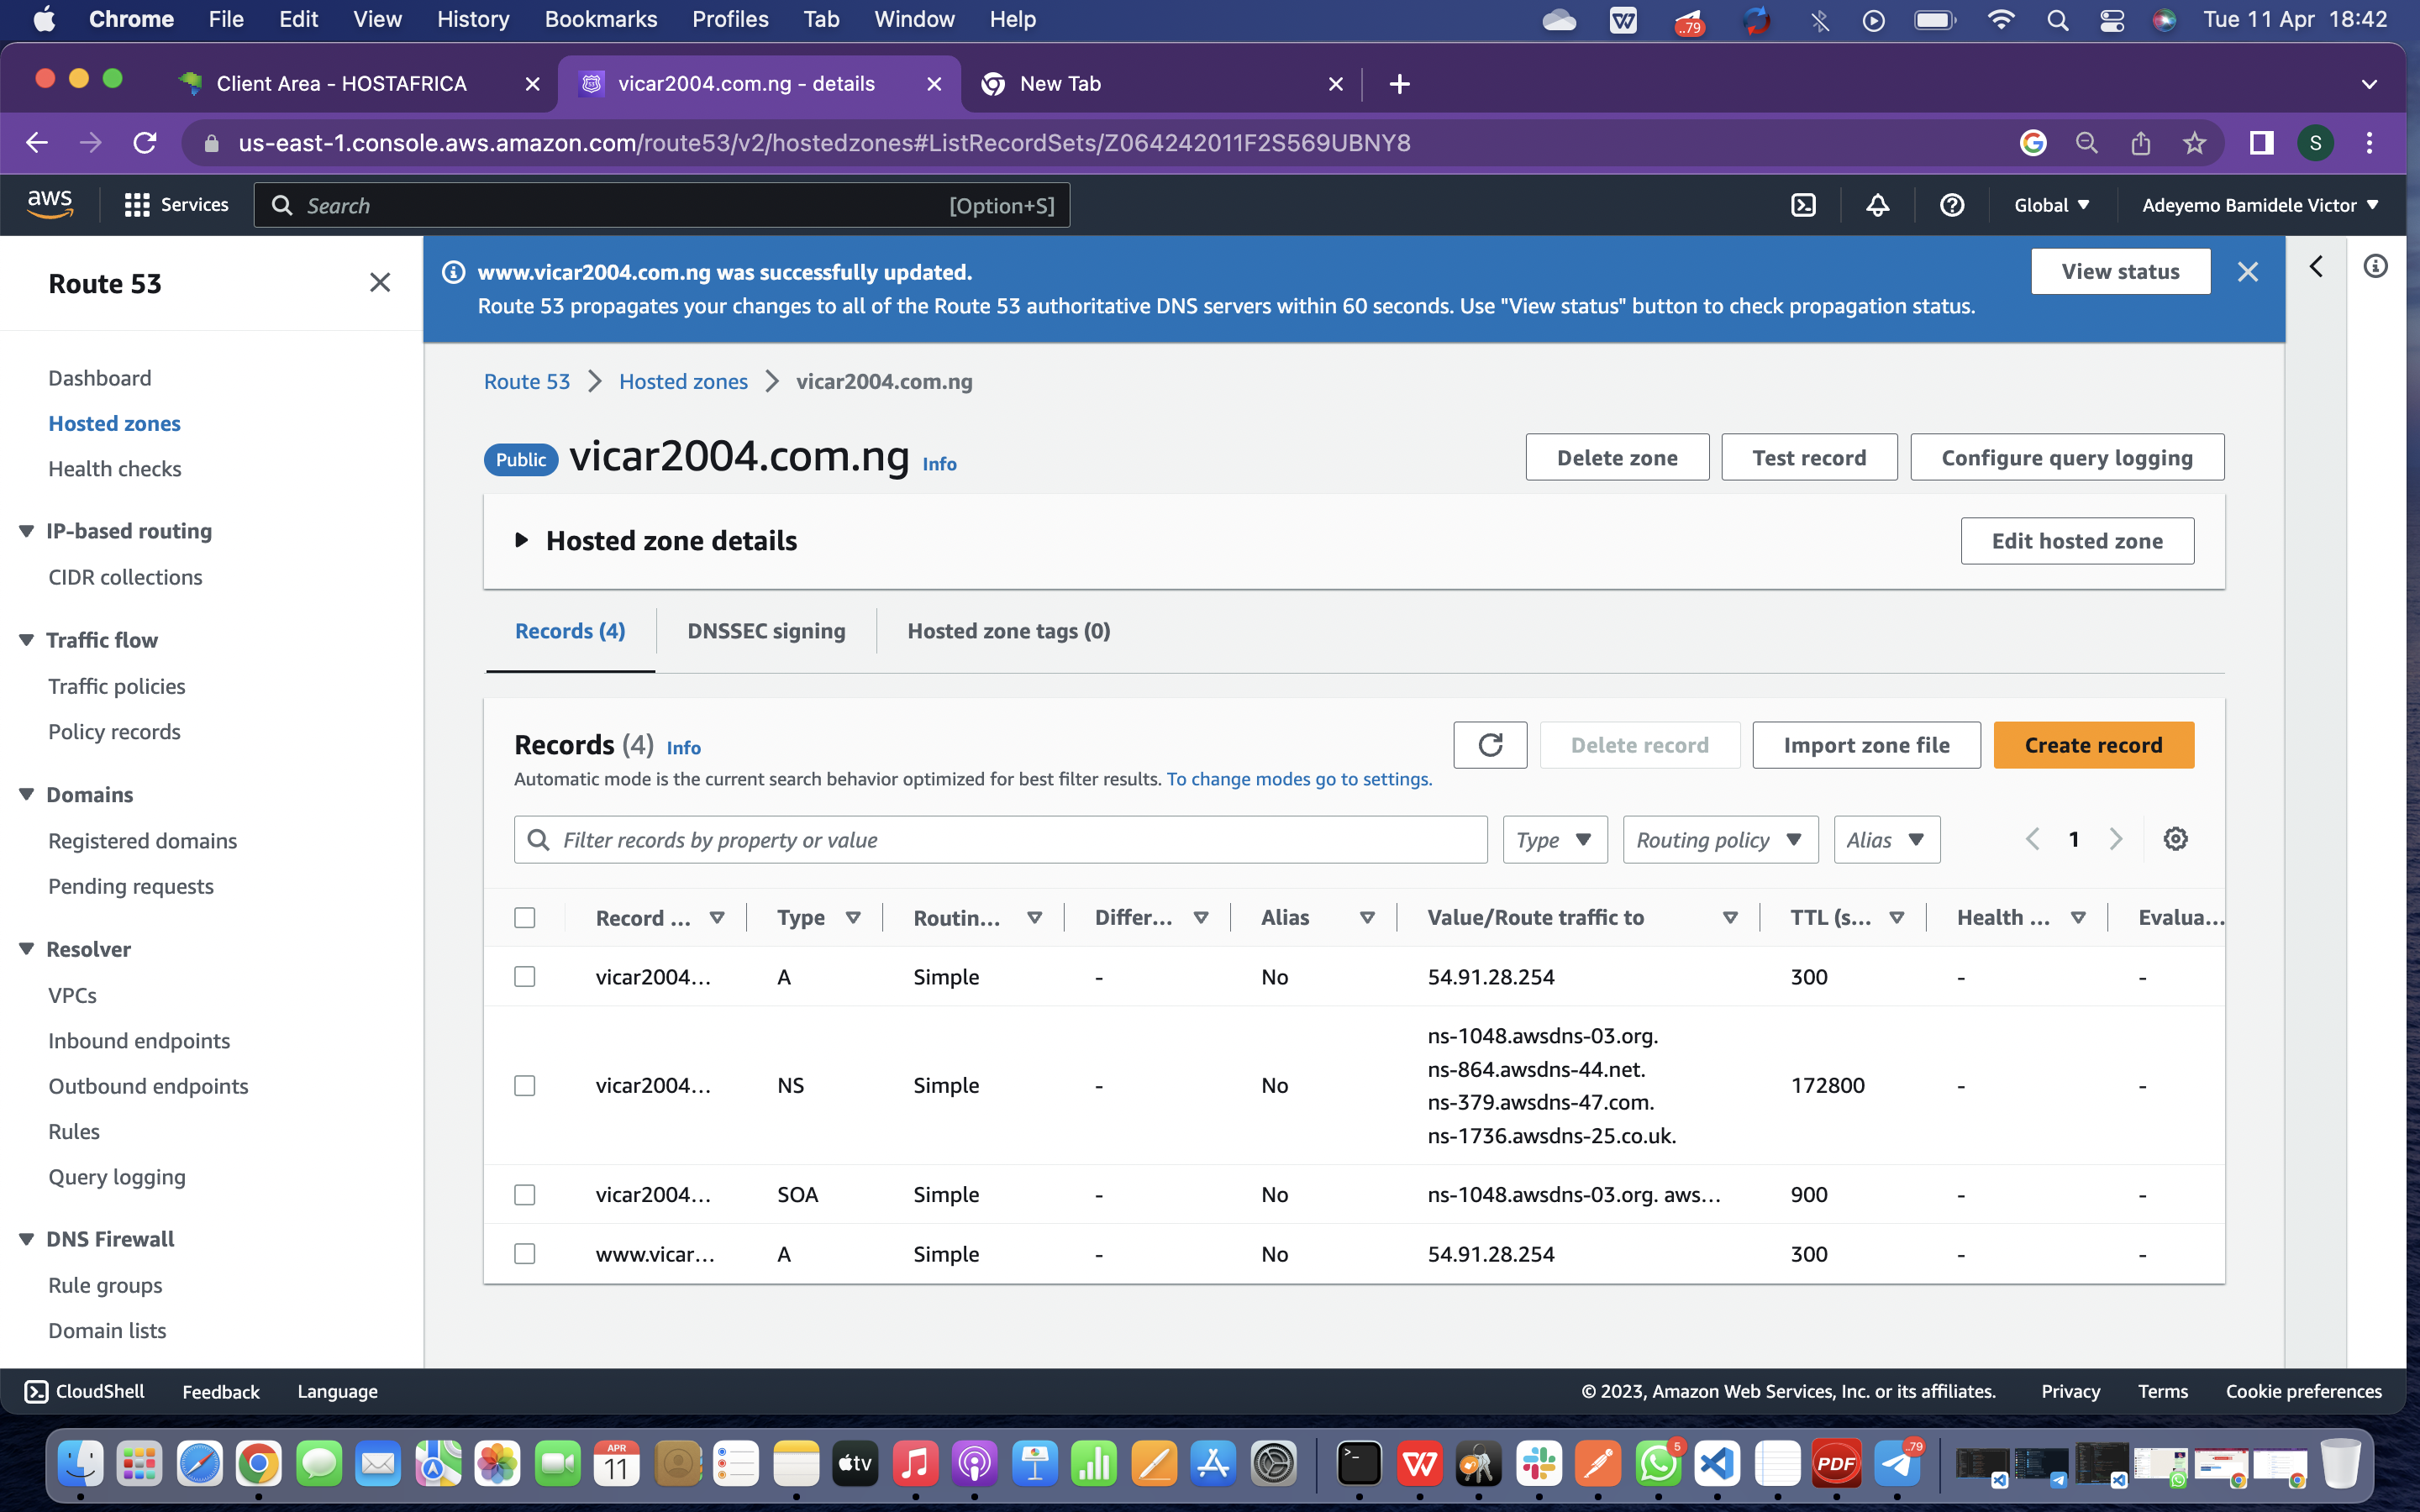 Chrome File Edit View History Bookmarks Profiles Tab Window Help
..79
Tue 11 Apr 18:42
Client Area - HOSTAFRICA
vicar2004.com.ng - details
New Tab
us-east-1.console.aws.amazon.com/route53/v2/hostedzones#ListRecordSets/Z064242011F2S569UBNY8
S
aws
Services
Search
[Option+S]
Global
Adeyemo Bamidele Victor
Route 53
www.vicar2004.com.ng was successfully updated.
Route 53 propagates your changes to all of the Route 53 authoritative DNS servers within 60 seconds. Use "View status" button to check propagation status.
View status
Dashboard
Hosted zones
Health checks
IP-based routing
CIDR collections
Traffic flow
Traffic policies
Policy records
Domains
Registered domains
Pending requests
Resolver
VPCs
Inbound endpoints
Outbound endpoints
Rules
Query logging
DNS Firewall
Rule groups
Domain lists
Route 53 > Hosted zones > vicar2004.com.ng
Public vicar2004.com.ng Info
Delete zone
Test record
Configure query logging
Hosted zone details
Edit hosted zone
Records (4)
DNSSEC signing
Hosted zone tags (0)
Records (4) Info
Automatic mode is the current search behavior optimized for best filter results. To change modes go to settings.
Delete record
Import zone file
Create record
Filter records by property or value
Type
Routing policy
Alias
1
Record ... Type Routin... Differ... Alias Value/Route traffic to TTL (s... Health ... Evalua...
vicar2004... A Simple - No 54.91.28.254 300 - -
vicar2004... NS Simple - No ns-1048.awsdns-03.org. 172800 - -
ns-864.awsdns-44.net.
ns-379.awsdns-47.com.
ns-1736.awsdns-25.co.uk.
vicar2004... SOA Simple - No ns-1048.awsdns-03.org. aws... 900 - -
www.vicar... A Simple - No 54.91.28.254 300 - -
CloudShell Feedback Language
© 2023, Amazon Web Services, Inc. or its affiliates. Privacy Terms Cookie preferences
APR
11
tv
5
PDF
..79